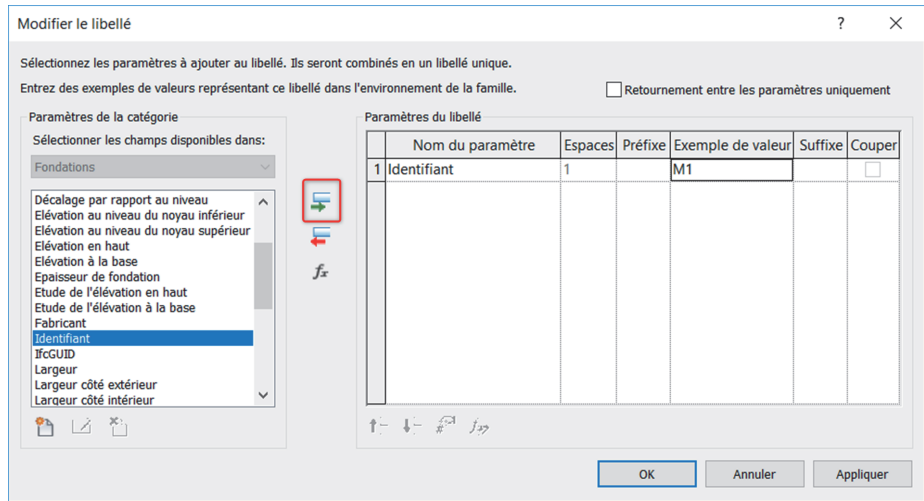 Modifier le libellé
?
Sélectionnez les paramètres à ajouter au libellé. Ils seront combinés en un libellé unique.
Entrez des exemples de valeurs représentant ce libellé dans l'environnement de la famille.
Retournement entre les paramètres uniquement
Paramètres de la catégorie
Sélectionner les champs disponibles dans:
Fondations
Décalage par rapport au niveau
Elévation au niveau du noyau inférieur
Elévation au niveau du noyau supérieur
Elévation en haut
Elévation à la base
Epaisseur de fondation
Etude de l'élévation en haut
Etude de l'élévation à la base
Fabricant
Identifiant
IfcGUID
Largeur
Largeur côté extérieur
Largeur côté intérieur
fx
Paramètres du libellé
Nom du paramètre Espaces Préfixe Exemple de valeur Suffixe Couper
1 Identifiant 1 M1
OK Annuler Appliquer